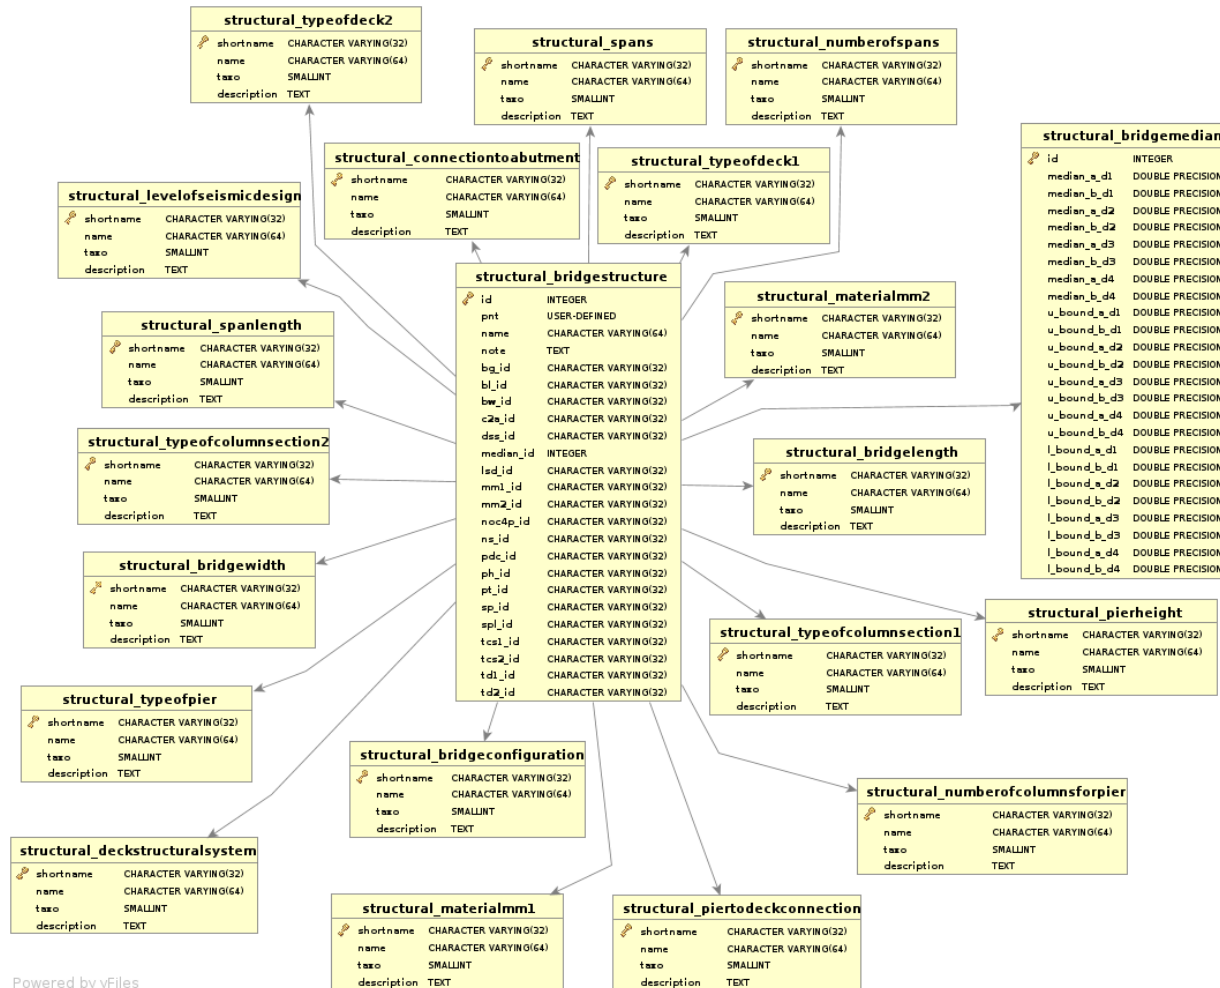 structural_typeofdeck2
shortname CHARACTER VARYING(32)
name CHARACTER VARYING(64)
taxo SMALLINT
description TEXT
structural_spans
shortname CHARACTER VARYING(32)
name CHARACTER VARYING(64)
taxo SMALLINT
description TEXT
structural_numberofspans
shortname CHARACTER VARYING(32)
name CHARACTER VARYING(64)
taxo SMALLINT
description TEXT
structural_connectiontoabutment
shortname CHARACTER VARYING(32)
name CHARACTER VARYING(64)
taxo SMALLINT
description TEXT
structural_typeofdeck1
shortname CHARACTER VARYING(32)
name CHARACTER VARYING(64)
taxo SMALLINT
description TEXT
structural_bridgemedian
id INTEGER
median_a_d1 DOUBLE PRECISION
median_b_d1 DOUBLE PRECISION
median_a_d2 DOUBLE PRECISION
median_b_d2 DOUBLE PRECISION
median_a_d3 DOUBLE PRECISION
median_b_d3 DOUBLE PRECISION
median_a_d4 DOUBLE PRECISION
median_b_d4 DOUBLE PRECISION
u_bound_a_d1 DOUBLE PRECISION
u_bound_b_d1 DOUBLE PRECISION
u_bound_a_d2 DOUBLE PRECISION
u_bound_b_d2 DOUBLE PRECISION
u_bound_a_d3 DOUBLE PRECISION
u_bound_b_d3 DOUBLE PRECISION
u_bound_a_d4 DOUBLE PRECISION
u_bound_b_d4 DOUBLE PRECISION
l_bound_a_d1 DOUBLE PRECISION
l_bound_b_d1 DOUBLE PRECISION
l_bound_a_d2 DOUBLE PRECISION
l_bound_b_d2 DOUBLE PRECISION
l_bound_a_d3 DOUBLE PRECISION
l_bound_b_d3 DOUBLE PRECISION
l_bound_a_d4 DOUBLE PRECISION
l_bound_b_d4 DOUBLE PRECISION
structural_levelofseismicdesign
shortname CHARACTER VARYING(32)
name CHARACTER VARYING(64)
taxo SMALLINT
description TEXT
structural_bridgestructure
id INTEGER
pnt USER-DEFINED
name CHARACTER VARYING(64)
note TEXT
bg_id CHARACTER VARYING(32)
bl_id CHARACTER VARYING(32)
bw_id CHARACTER VARYING(32)
c2a_id CHARACTER VARYING(32)
dss_id CHARACTER VARYING(32)
median_id INTEGER
lsd_id CHARACTER VARYING(32)
mm1_id CHARACTER VARYING(32)
mm2_id CHARACTER VARYING(32)
noc4p_id CHARACTER VARYING(32)
ns_id CHARACTER VARYING(32)
pdc_id CHARACTER VARYING(32)
ph_id CHARACTER VARYING(32)
pt_id CHARACTER VARYING(32)
sp_id CHARACTER VARYING(32)
spl_id CHARACTER VARYING(32)
tcs1_id CHARACTER VARYING(32)
tcs2_id CHARACTER VARYING(32)
td1_id CHARACTER VARYING(32)
td2_id CHARACTER VARYING(32)
structural_materialmm2
shortname CHARACTER VARYING(32)
name CHARACTER VARYING(64)
taxo SMALLINT
description TEXT
structural_spanlength
shortname CHARACTER VARYING(32)
name CHARACTER VARYING(64)
taxo SMALLINT
description TEXT
structural_typeofcolumnsection2
shortname CHARACTER VARYING(32)
name CHARACTER VARYING(64)
taxo SMALLINT
description TEXT
structural_bridgelength
shortname CHARACTER VARYING(32)
name CHARACTER VARYING(64)
taxo SMALLINT
description TEXT
structural_bridgewidth
shortname CHARACTER VARYING(32)
name CHARACTER VARYING(64)
taxo SMALLINT
description TEXT
structural_pierheight
shortname CHARACTER VARYING(32)
name CHARACTER VARYING(64)
taxo SMALLINT
description TEXT
structural_typeofcolumnsection1
shortname CHARACTER VARYING(32)
name CHARACTER VARYING(64)
taxo SMALLINT
description TEXT
structural_typeofpier
shortname CHARACTER VARYING(32)
name CHARACTER VARYING(64)
taxo SMALLINT
description TEXT
structural_bridgeconfiguration
shortname CHARACTER VARYING(32)
name CHARACTER VARYING(64)
taxo SMALLINT
description TEXT
structural_numberofcolumnsforpier
shortname CHARACTER VARYING(32)
name CHARACTER VARYING(64)
taxo SMALLINT
description TEXT
structural_deckstructuralsystem
shortname CHARACTER VARYING(32)
name CHARACTER VARYING(64)
taxo SMALLINT
description TEXT
structural_materialmm1
shortname CHARACTER VARYING(32)
name CHARACTER VARYING(64)
taxo SMALLINT
description TEXT
structural_piertodeckconnection
shortname CHARACTER VARYING(32)
name CHARACTER VARYING(64)
taxo SMALLINT
description TEXT
Powered by yFiles